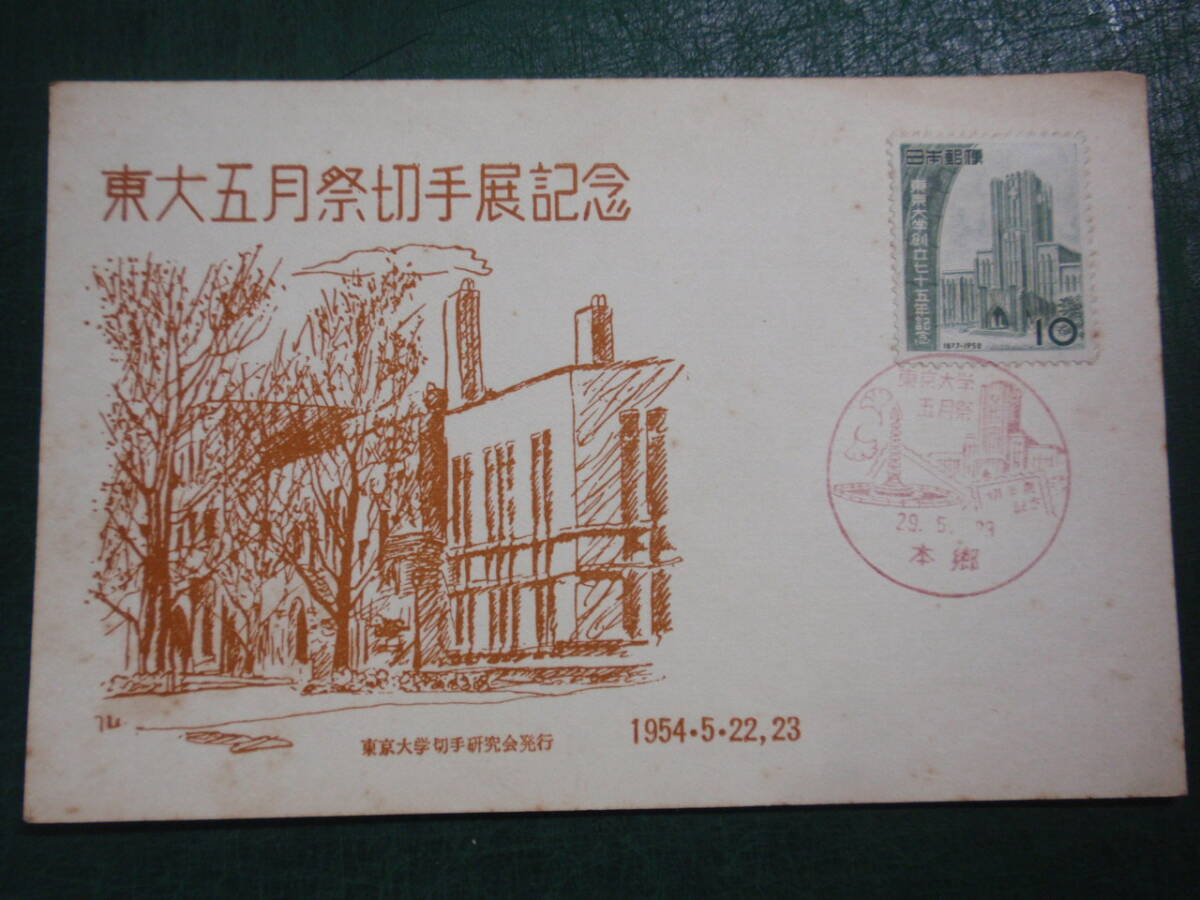 東大五月祭切手展記念
日本郵便
東京大学創立七十五年記念
10
1877-1952
東京大学
五月祭
切手展
記念
29. 5. 23
本郷
東京大学切手研究会発行
1954・5・22,23